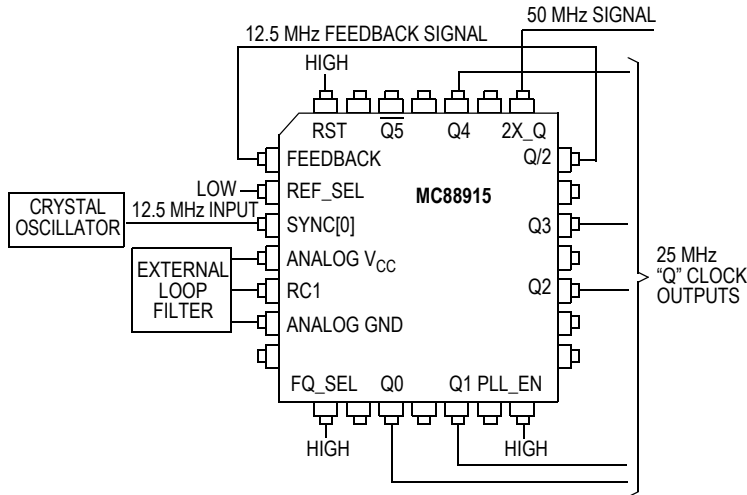 50 MHz SIGNAL
12.5 MHz FEEDBACK SIGNAL
HIGH
RST
Q5
Q4
2X_Q
FEEDBACK
Q/2
LOW
REF_SEL
MC88915
CRYSTAL
OSCILLATOR
12.5 MHz INPUT
SYNC[0]
Q3
ANALOG VCC
EXTERNAL
LOOP
FILTER
RC1
Q2
25 MHz
“Q” CLOCK
OUTPUTS
ANALOG GND
FQ_SEL
Q0
Q1
PLL_EN
HIGH
HIGH